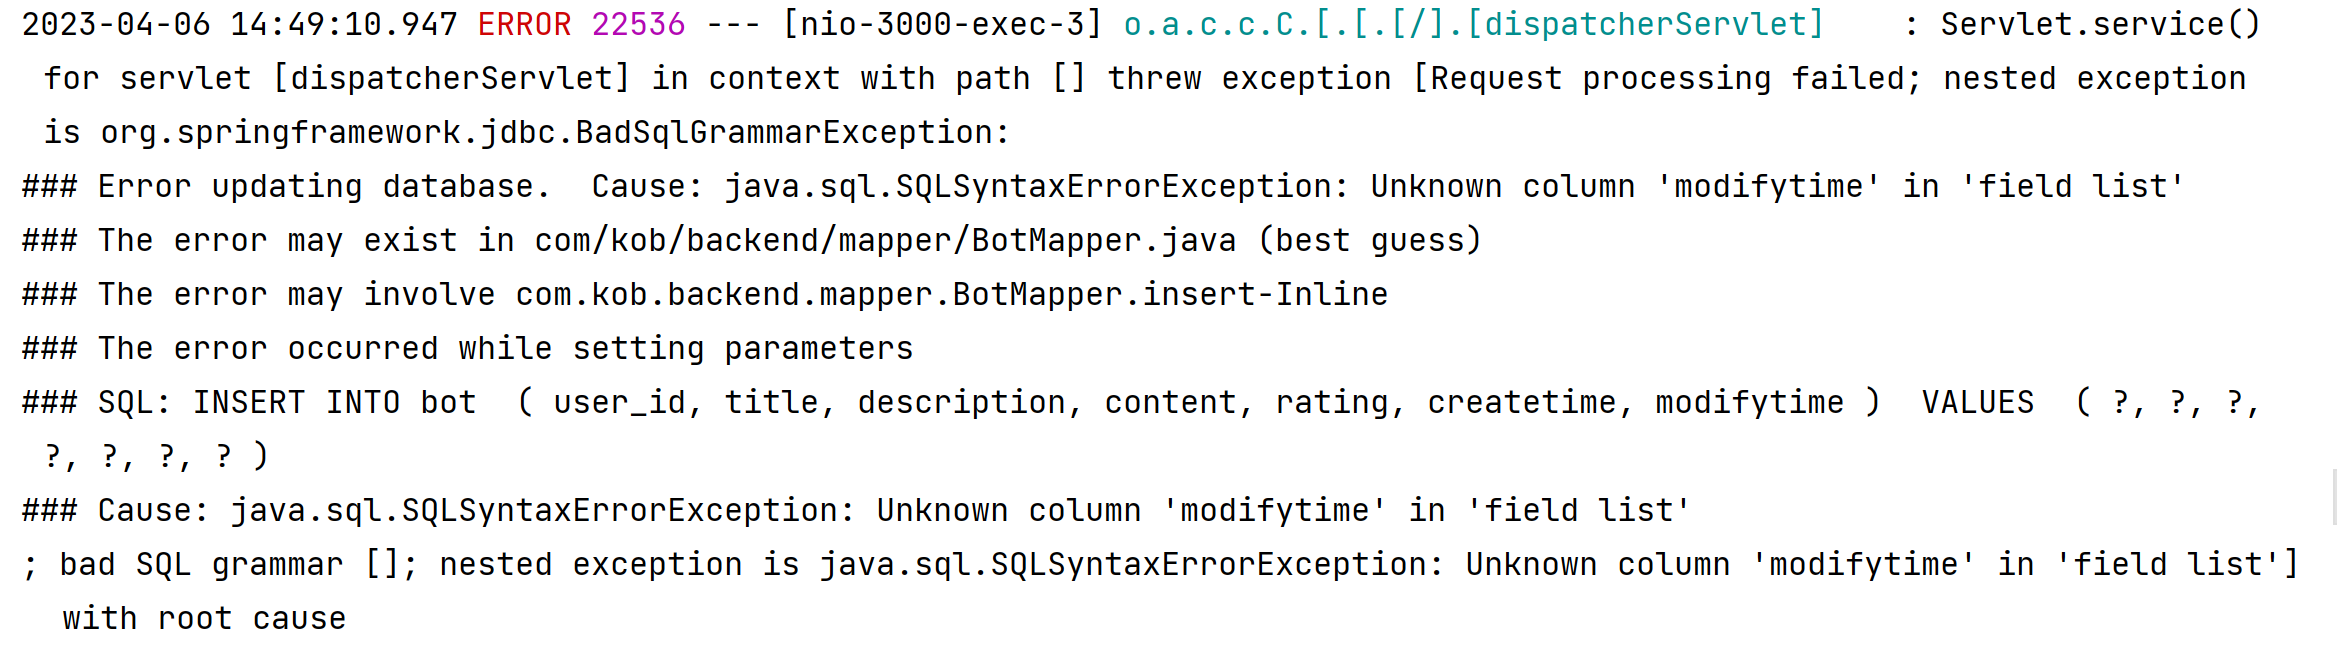 2023-04-06 14:49:10.947 ERROR 22536 --- [nio-3000-exec-3] o.a.c.c.C.[.[.[/].[dispatcherServlet]    : Servlet.service()
for servlet [dispatcherServlet] in context with path [] threw exception [Request processing failed; nested exception
is org.springframework.jdbc.BadSqlGrammarException:
### Error updating database.  Cause: java.sql.SQLSyntaxErrorException: Unknown column 'modifytime' in 'field list'
### The error may exist in com/kob/backend/mapper/BotMapper.java (best guess)
### The error may involve com.kob.backend.mapper.BotMapper.insert-Inline
### The error occurred while setting parameters
### SQL: INSERT INTO bot  ( user_id, title, description, content, rating, createtime, modifytime )  VALUES  ( ?, ?, ?,
?, ?, ?, ? )
### Cause: java.sql.SQLSyntaxErrorException: Unknown column 'modifytime' in 'field list'
; bad SQL grammar []; nested exception is java.sql.SQLSyntaxErrorException: Unknown column 'modifytime' in 'field list']
with root cause